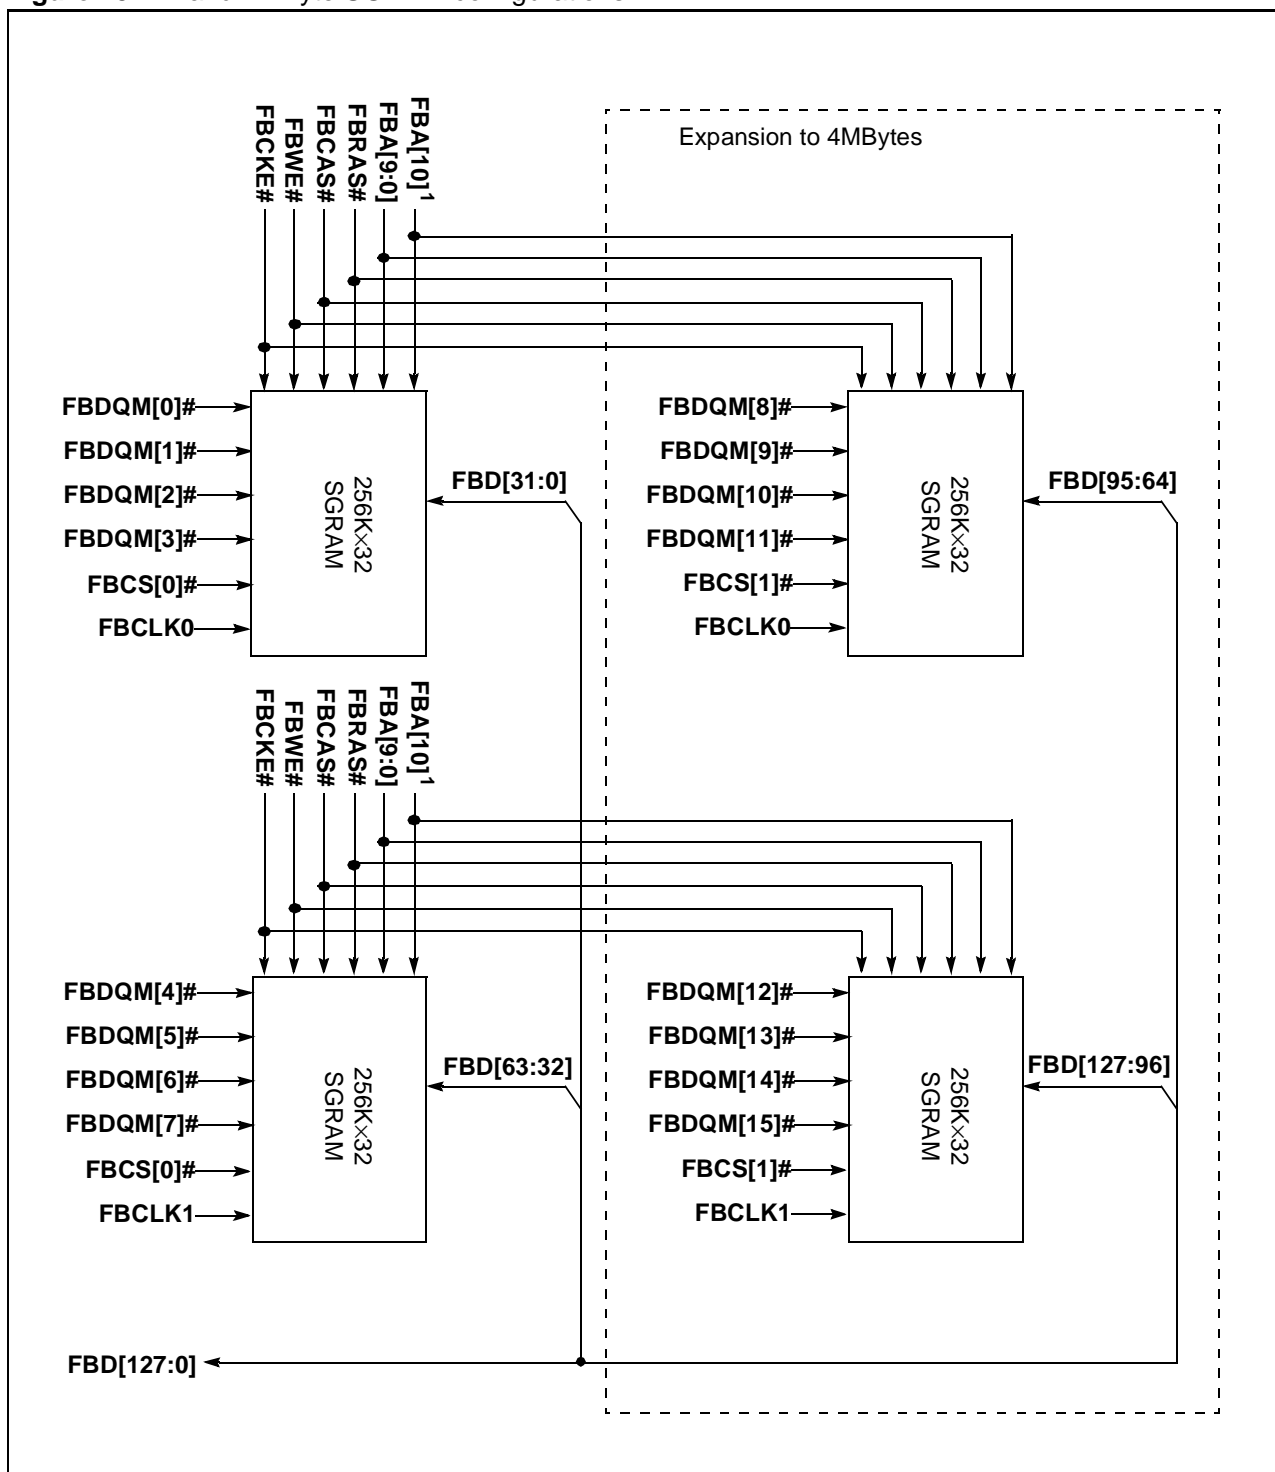 Expansion to 4MBytes
FBCKE#
FBWE#
FBCAS#
FBRAS#
FBA[9:0]
FBA[10]1
FBDQM[0]#
FBDQM[1]#
FBDQM[2]#
FBDQM[3]#
FBCS[0]#
FBCLK0
256K×32
SGRAM
FBD[31:0]
FBDQM[8]#
FBDQM[9]#
FBDQM[10]#
FBDQM[11]#
FBCS[1]#
FBCLK0
256K×32
SGRAM
FBD[95:64]
FBCKE#
FBWE#
FBCAS#
FBRAS#
FBA[9:0]
FBA[10]1
FBDQM[4]#
FBDQM[5]#
FBDQM[6]#
FBDQM[7]#
FBCS[0]#
FBCLK1
256K×32
SGRAM
FBD[63:32]
FBDQM[12]#
FBDQM[13]#
FBDQM[14]#
FBDQM[15]#
FBCS[1]#
FBCLK1
256K×32
SGRAM
FBD[127:96]
FBD[127:0]